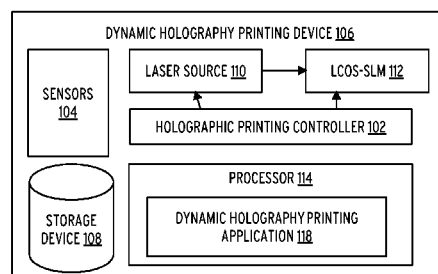 DYNAMIC HOLOGRAPHY PRINTING DEVICE 106
SENSORS
104
LASER SOURCE 110
LCOS-SLM 112
HOLOGRAPHIC PRINTING CONTROLLER 102
STORAGE
DEVICE 108
PROCESSOR 114
DYNAMIC HOLOGRAPHY PRINTING
APPLICATION 118